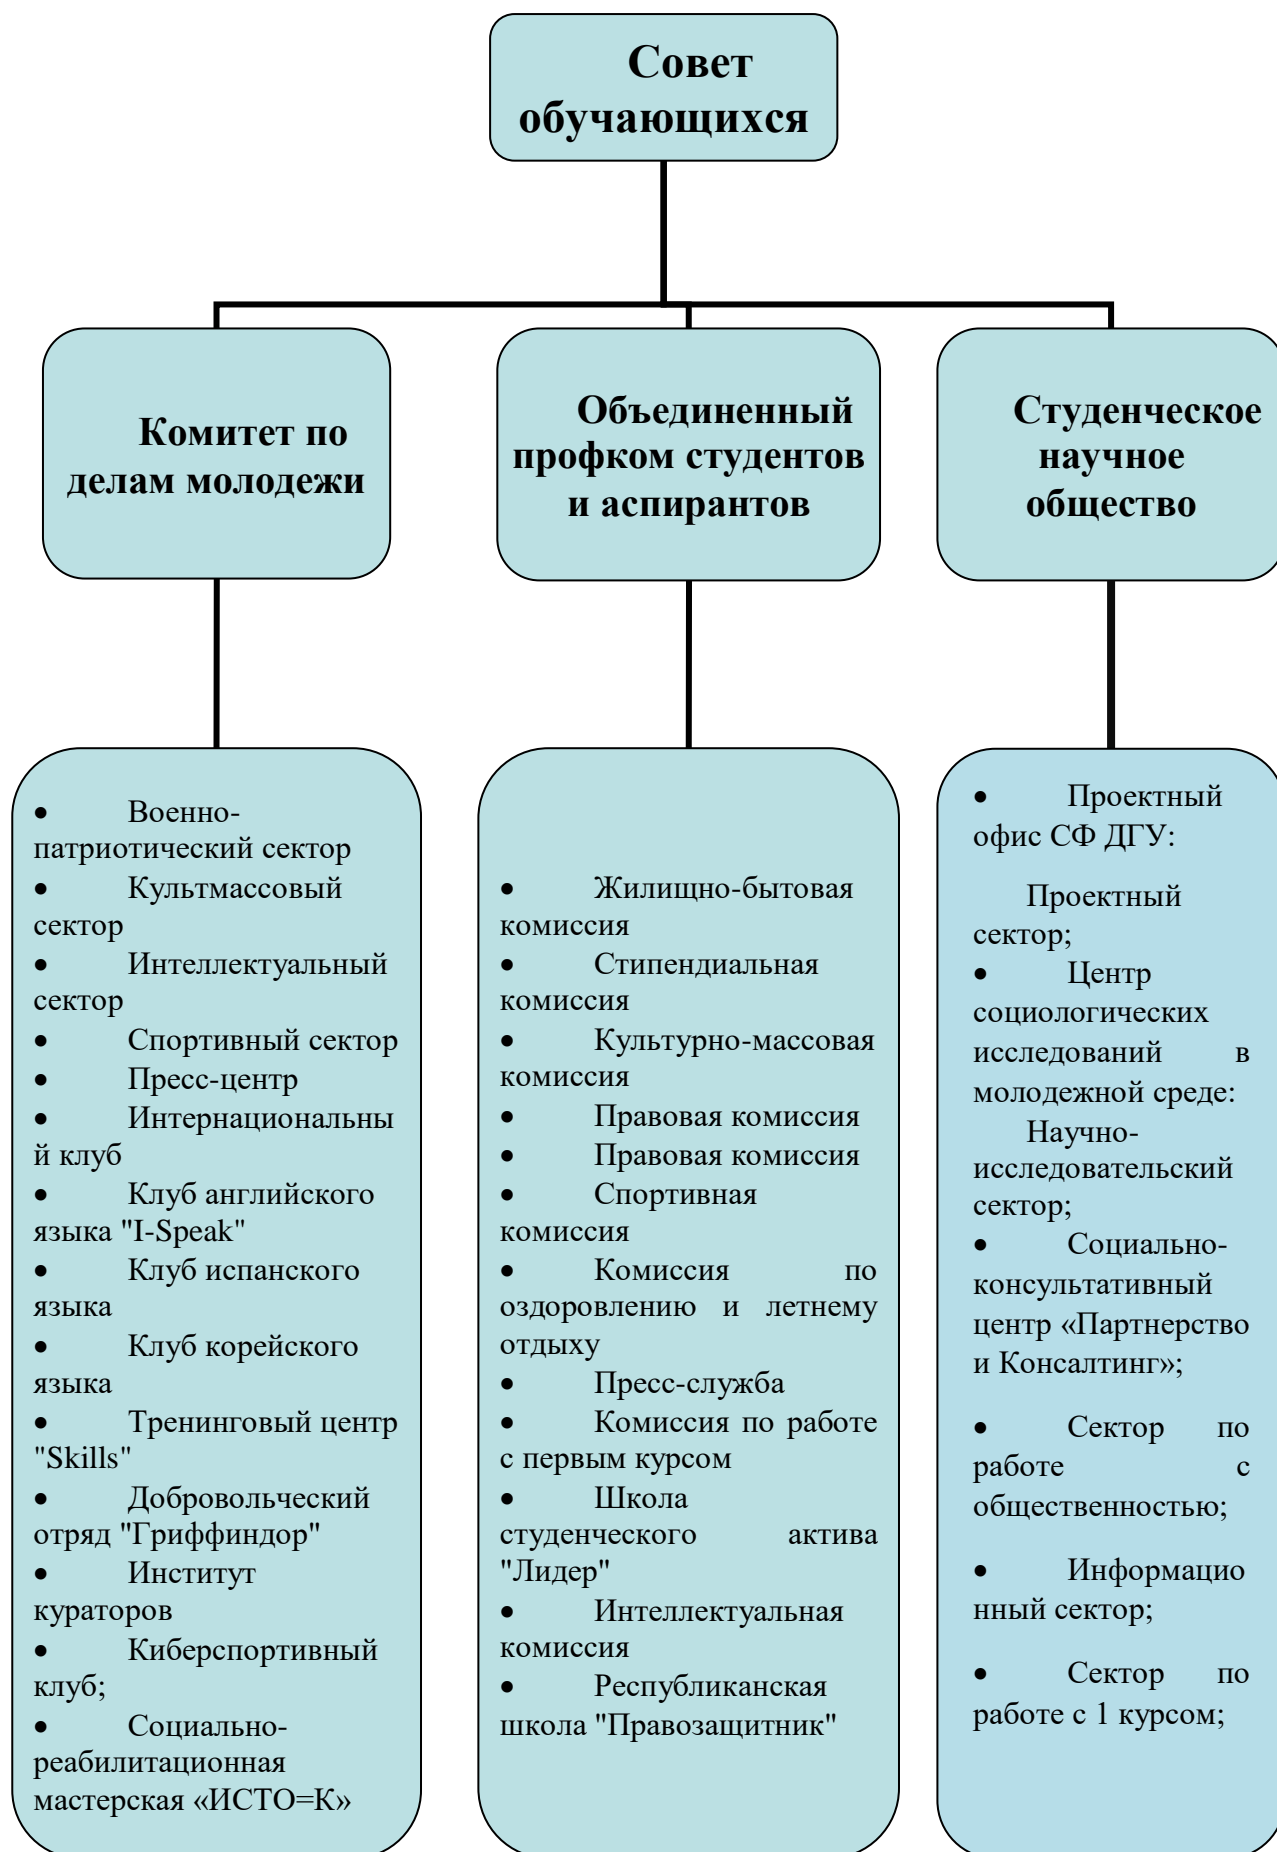 Совет
обучающихся
Комитет по
делам молодежи
Объединенный
профком студентов
и аспирантов
Студенческое
научное
общество
• Военно-
патриотический сектор
• Культмассовый
сектор
• Интеллектуальный
сектор
• Спортивный сектор
• Пресс-центр
• Интернациональны
й клуб
• Клуб английского
языка "I-Speak"
• Клуб испанского
языка
• Клуб корейского
языка
• Тренинговый центр
"Skills"
• Добровольческий
отряд "Гриффиндор"
• Институт
кураторов
• Киберспортивный
клуб;
• Социально-
реабилитационная
мастерская «ИСТО=К»
• Жилищно-бытовая
комиссия
• Стипендиальная
комиссия
• Культурно-массовая
комиссия
• Правовая комиссия
• Правовая комиссия
• Спортивная
комиссия
• Комиссия по
оздоровлению и летнему
отдыху
• Пресс-служба
• Комиссия по работе
с первым курсом
• Школа
студенческого актива
"Лидер"
• Интеллектуальная
комиссия
• Республиканская
школа "Правозащитник"
• Проектный
офис СФ ДГУ:
Проектный
сектор;
• Центр
социологических
исследований в
молодежной среде:
Научно-
исследовательский
сектор;
• Социально-
консультативный
центр «Партнерство
и Консалтинг»;
• Сектор по
работе с
общественностью;
• Информацио
нный сектор;
• Сектор по
работе с 1 курсом;